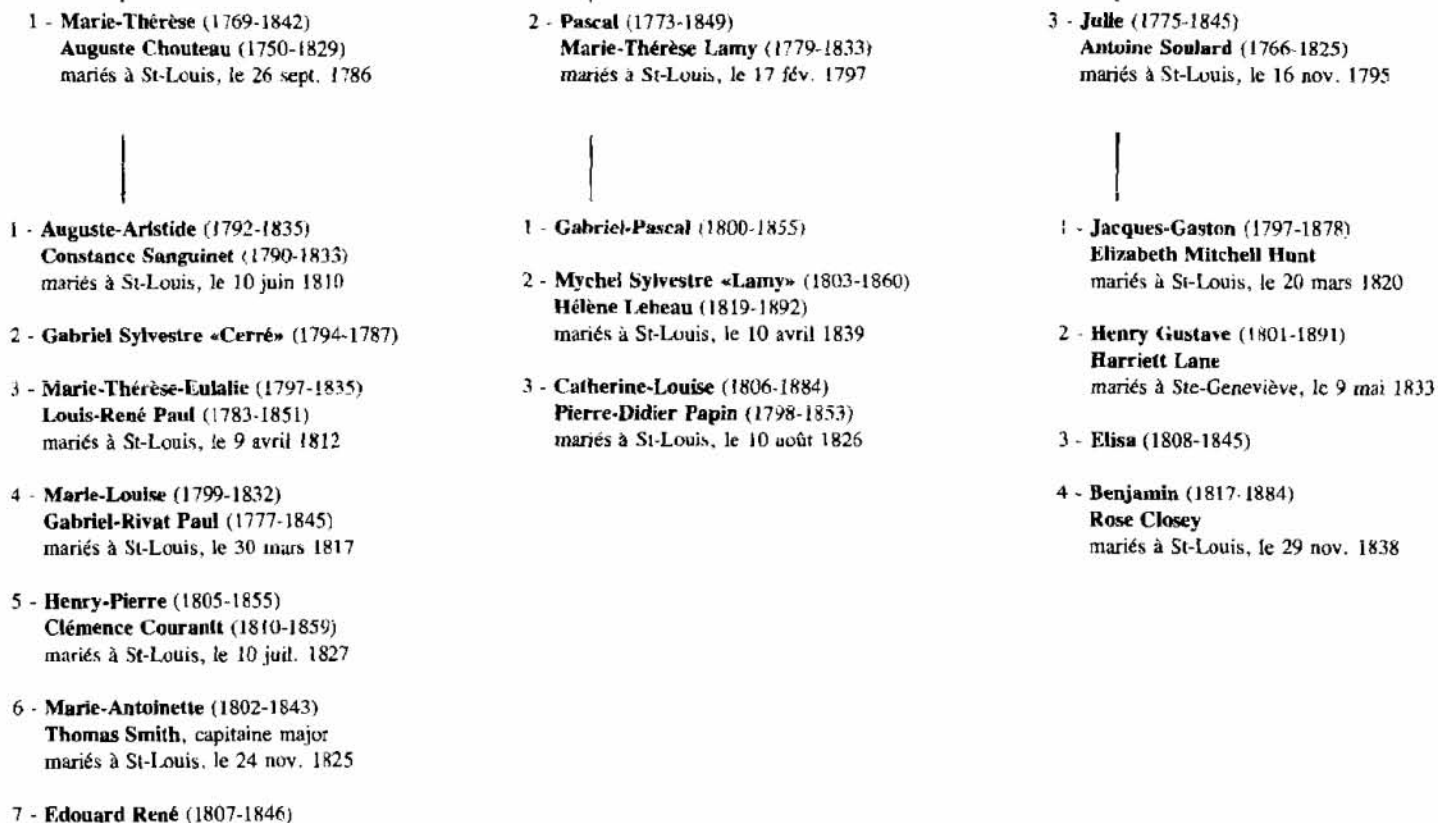 1 - Marie-Thérèse (1769-1842)
Auguste Chouteau (1750-1829)
mariés à St-Louis, le 26 sept. 1786
2 - Pascal (1773-1849)
Marie-Thérèse Lamy (1779-1833)
mariés à St-Louis, le 17 fév. 1797
3 - Julie (1775-1845)
Antoine Soulard (1766-1825)
mariés à St-Louis, le 16 nov. 1795
1 - Auguste-Aristide (1792-1835)
Constance Sanguinet (1790-1833)
mariés à St-Louis, le 10 juin 1810
2 - Gabriel Sylvestre «Cerré» (1794-1787)
3 - Marie-Thérèse-Eulalie (1797-1835)
Louis-René Paul (1783-1851)
mariés à St-Louis, le 9 avril 1812
4 - Marie-Louise (1799-1832)
Gabriel-Rivat Paul (1777-1845)
mariés à St-Louis, le 30 mars 1817
5 - Henry-Pierre (1805-1855)
Clémence Courantt (1810-1859)
mariés à St-Louis, le 10 juil. 1827
6 - Marie-Antoinette (1802-1843)
Thomas Smith, capitaine major
mariés à St-Louis, le 24 nov. 1825
7 - Edouard René (1807-1846)
1 - Gabriel-Pascal (1800-1855)
2 - Mychel Sylvestre «Lamy» (1803-1860)
Hélène Leheau (1819-1892)
mariés à St-Louis, le 10 avril 1839
3 - Catherine-Louise (1806-1884)
Pierre-Didier Papin (1798-1853)
mariés à St-Louis, le 10 août 1826
1 - Jacques-Gaston (1797-1878)
Elizabeth Mitchell Hunt
mariés à St-Louis, le 20 mars 1820
2 - Henry Gustave (1801-1891)
Harriett Lane
mariés à Ste-Geneviève, le 9 mai 1833
3 - Elisa (1808-1845)
4 - Benjamin (1817-1884)
Rose Closey
mariés à St-Louis, le 29 nov. 1838